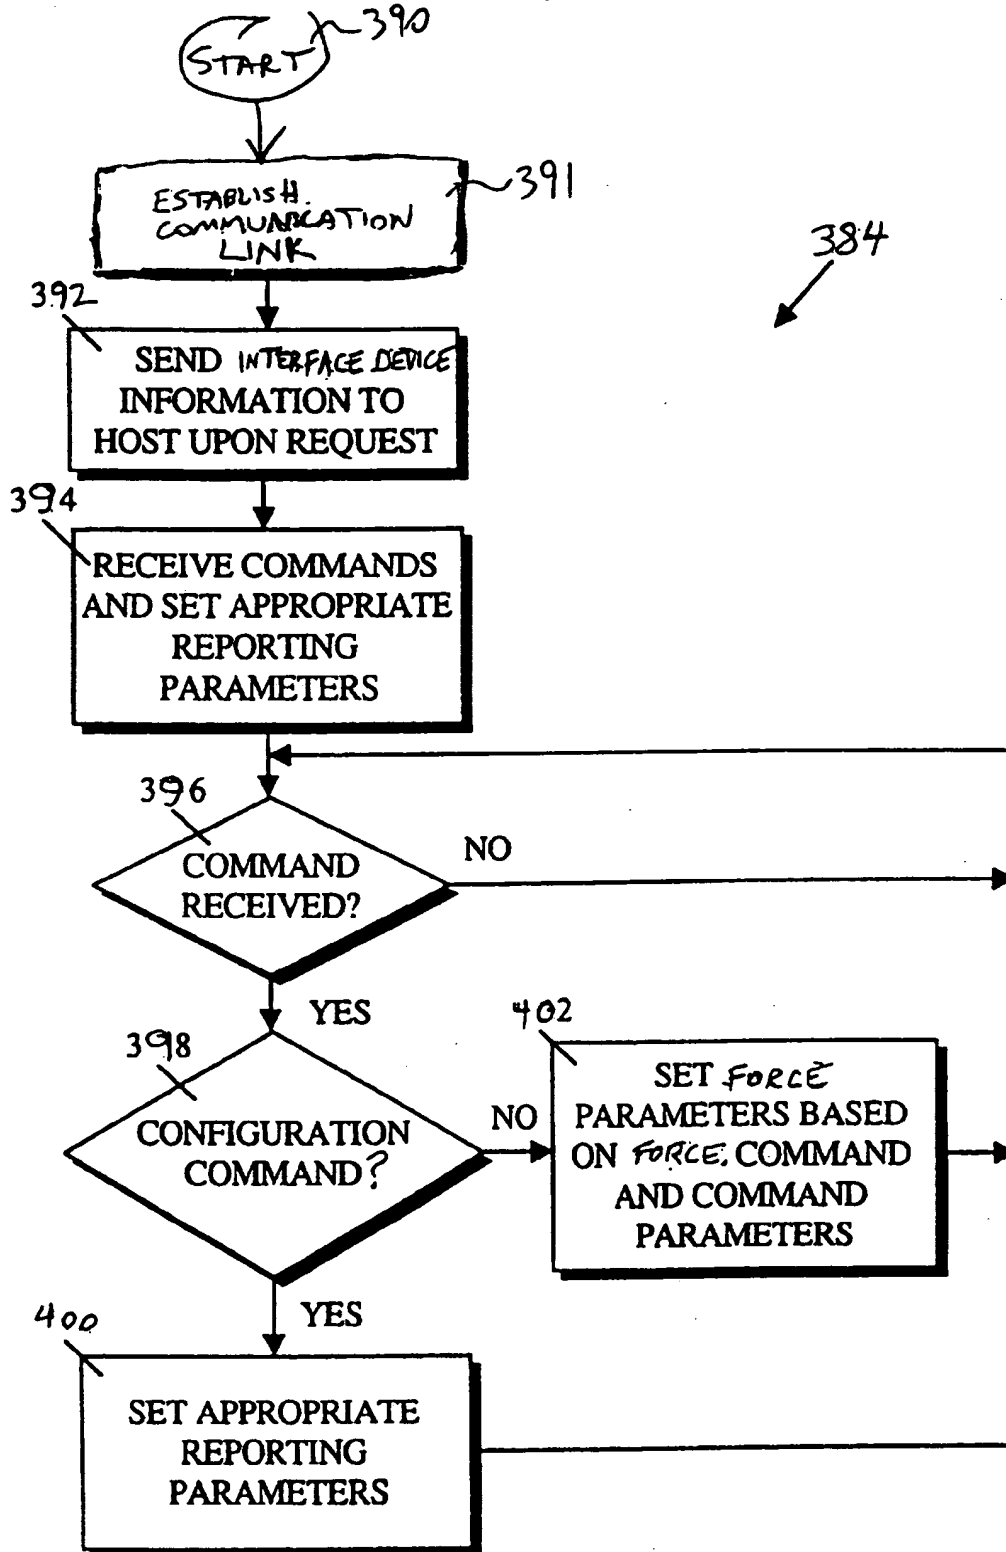 390
START
391
ESTABLISH.
COMMUNICATION
LINK
384
392
SEND INTERFACE DEVICE
INFORMATION TO
HOST UPON REQUEST
394
RECEIVE COMMANDS
AND SET APPROPRIATE
REPORTING
PARAMETERS
396
COMMAND
RECEIVED?
NO
YES
398
CONFIGURATION
COMMAND?
NO
402
SET FORCE
PARAMETERS BASED
ON FORCE. COMMAND
AND COMMAND
PARAMETERS
YES
400
SET APPROPRIATE
REPORTING
PARAMETERS